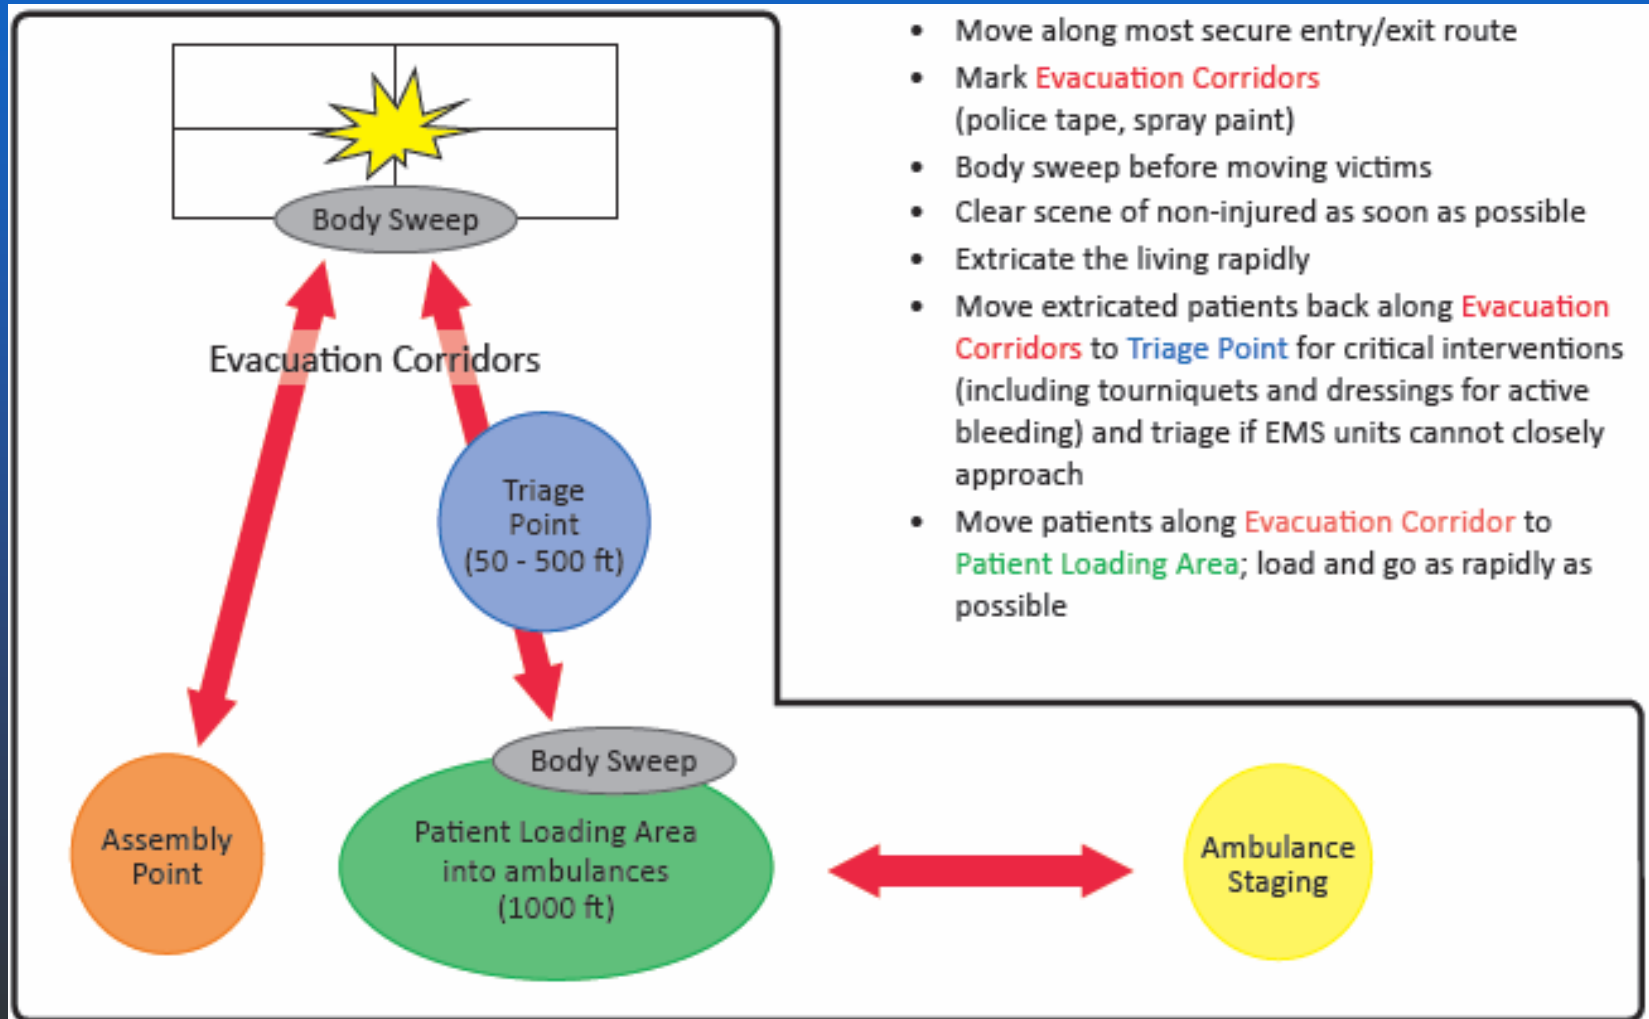 Body Sweep
Evacuation Corridors
Triage
Point
(50 - 500 ft)
Body Sweep
Assembly
Point
Patient Loading Area
into ambulances
(1000 ft)
Ambulance
Staging
• Move along most secure entry/exit route
• Mark Evacuation Corridors
(police tape, spray paint)
• Body sweep before moving victims
• Clear scene of non-injured as soon as possible
• Extricate the living rapidly
• Move extricated patients back along Evacuation
Corridors to Triage Point for critical interventions
(including tourniquets and dressings for active
bleeding) and triage if EMS units cannot closely
approach
• Move patients along Evacuation Corridor to
Patient Loading Area; load and go as rapidly as
possible